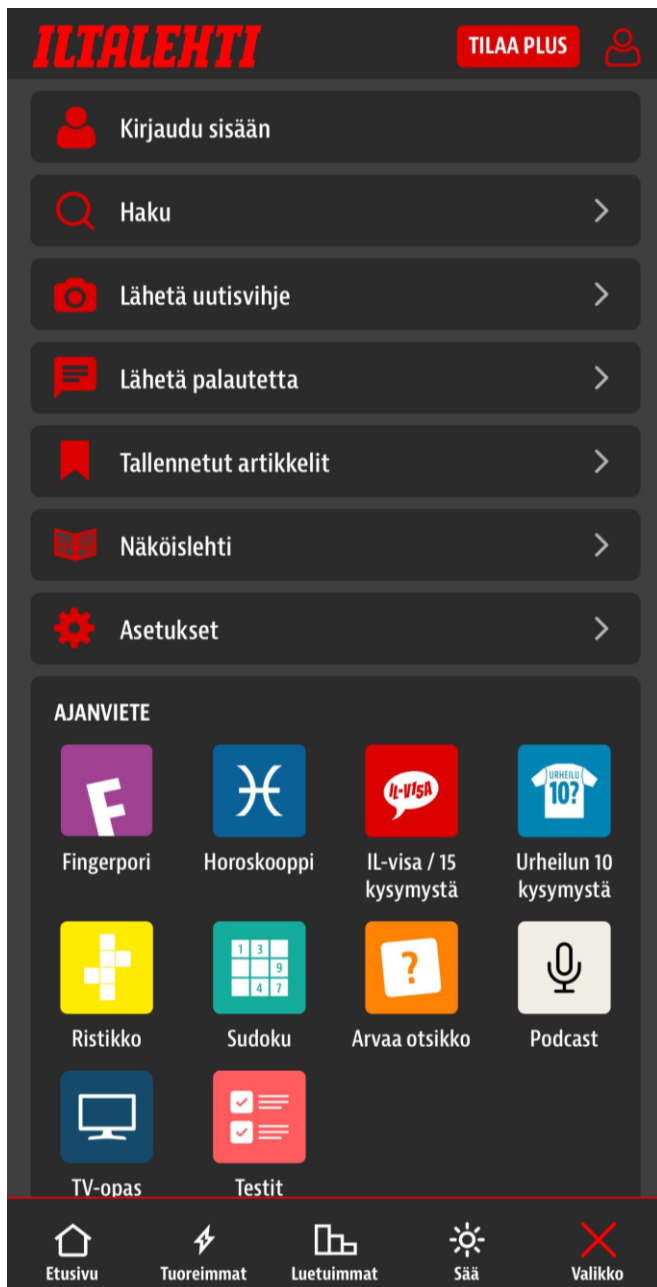 ILTALEHTI
TILAA PLUS
Kirjaudu sisään
Haku
Lähetä uutisvihje
Lähetä palautetta
Tallennetut artikkelit
Näköislehti
Asetukset
AJANVIETE
F
IL-VISA
URHEILU
10?
Fingerpori
Horoskooppi
IL-visa / 15
kysymystä
Urheilun 10
kysymystä
1 3
9
4 7
?
Ristikko
Sudoku
Arvaa otsikko
Podcast
TV-opas
Testit
Etusivu
Tuoreimmat
Luetuimmat
Sää
Valikko